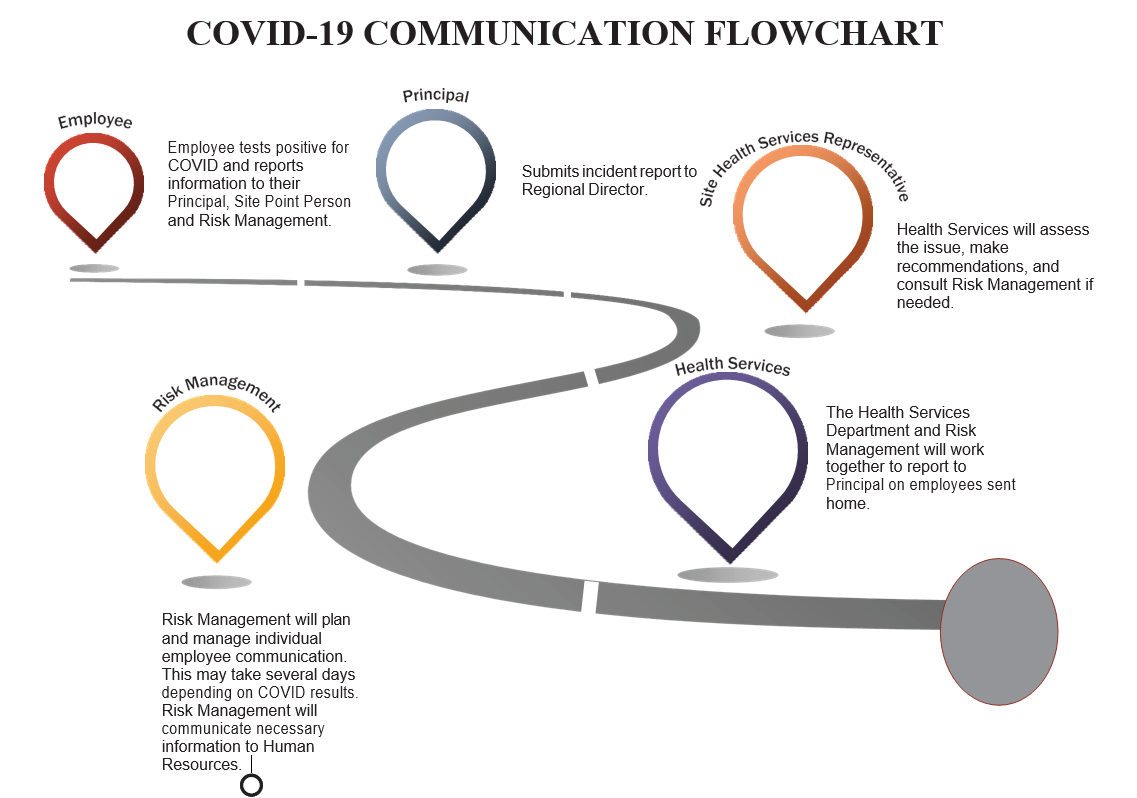 COVID-19 COMMUNICATION FLOWCHART
Employee
Employee tests positive for
COVID and reports
information to their
Principal, Site Point Person
and Risk Management.
Principal
Submits incident report to
Regional Director.
Site Health Services Representative
Health Services will assess
the issue, make
recommendations, and
consult Risk Management if
needed.
Risk Management
Risk Management will plan
and manage individual
employee communication.
This may take several days
depending on COVID results.
Risk Management will
communicate necessary
information to Human
Resources.
Health Services
The Health Services
Department and Risk
Management will work
together to report to
Principal on employees sent
home.